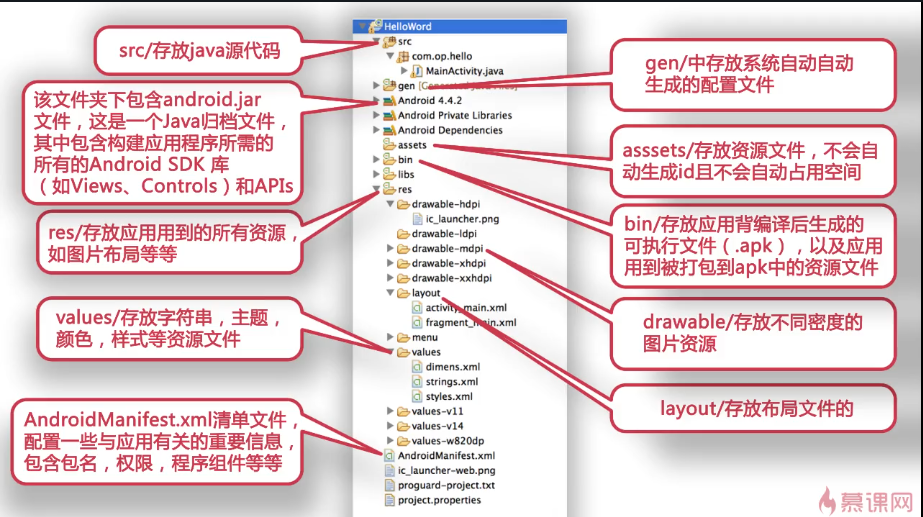 src/存放java源代码
该文件夹下包含android.jar
文件，这是一个Java归档文件，
其中包含构建应用程序所需的
所有的Android SDK 库
（如Views、Controls）和APIs
res/存放应用用到的所有资源，
如图片布局等等
values/存放字符串，主题，
颜色，样式等资源文件
AndroidManifest.xml清单文件，
配置一些与应用有关的重要信息，
包含包名，权限，程序组件等等
HelloWord
src
com.op.hello
MainActivity.java
gen [Generated Java Files]
Android 4.4.2
Android Private Libraries
Android Dependencies
assets
bin
libs
res
drawable-hdpi
ic_launcher.png
drawable-ldpi
drawable-mdpi
drawable-xhdpi
drawable-xxhdpi
layout
activity_main.xml
fragment_main.xml
menu
values
dimens.xml
strings.xml
styles.xml
values-v11
values-v14
values-w820dp
AndroidManifest.xml
ic_launcher-web.png
proguard-project.txt
project.properties
gen/中存放系统自动自动
生成的配置文件
asssets/存放资源文件，不会自
动生成id且不会自动占用空间
bin/存放应用背编译后生成的
可执行文件（.apk），以及应用
用到被打包到apk中的资源文件
drawable/存放不同密度的
图片资源
layout/存放布局文件的
慕课网